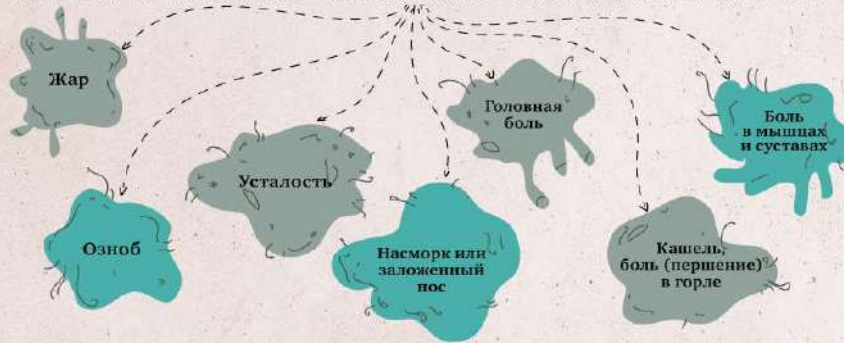 Жар
Головная
боль
Боль
в мышцах
и суставах
Усталость
Озноб
Насморк или
заложенный
нос
Кашель,
боль (першение)
в горле